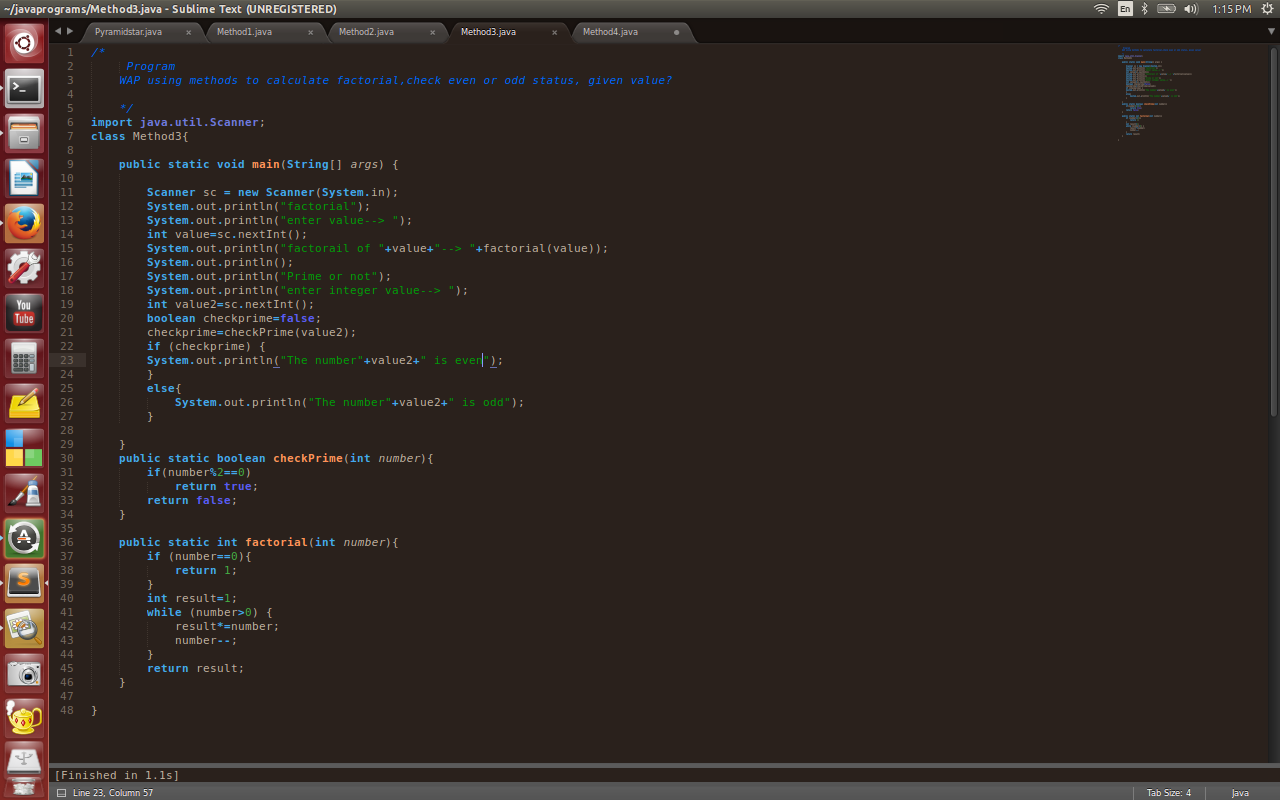 ~/javaprograms/Method3.java - Sublime Text (UNREGISTERED)
En
1:15 PM
Pyramidstar.java
Method1.java
Method2.java
Method3.java
Method4.java
1 /*
2 Program
3 WAP using methods to calculate factorial,check even or odd status, given value?
4
5 */
6 import java.util.Scanner;
7 class Method3{
8
9 public static void main(String[] args) {
10
11 Scanner sc = new Scanner(System.in);
12 System.out.println("factorial");
13 System.out.println("enter value--> ");
14 int value=sc.nextInt();
15 System.out.println("factorail of "+value+"--> "+factorial(value));
16 System.out.println();
17 System.out.println("Prime or not");
18 System.out.println("enter integer value--> ");
19 int value2=sc.nextInt();
20 boolean checkprime=false;
21 checkprime=checkPrime(value2);
22 if (checkprime) {
23 System.out.println("The number"+value2+" is even");
24 }
25 else{
26 System.out.println("The number"+value2+" is odd");
27 }
28
29 }
30 public static boolean checkPrime(int number){
31 if(number%2==0)
32 return true;
33 return false;
34 }
35
36 public static int factorial(int number){
37 if (number==0){
38 return 1;
39 }
40 int result=1;
41 while (number>0) {
42 result*=number;
43 number--;
44 }
45 return result;
46 }
47
48 }
You
Tube
[Finished in 1.1s]
Line 23, Column 57
Tab Size: 4
Java